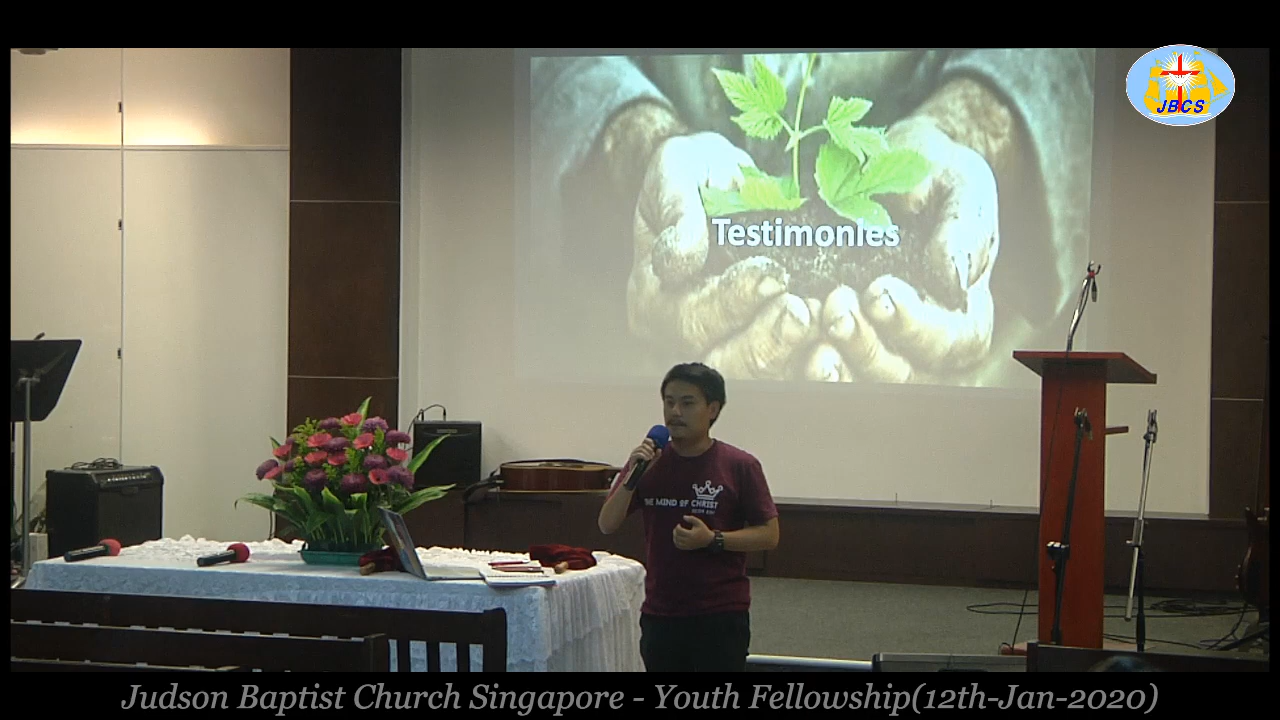 JBCS
Testimonies
THE MIND OF CHRIST
Judson Baptist Church Singapore - Youth Fellowship(12th-Jan-2020)